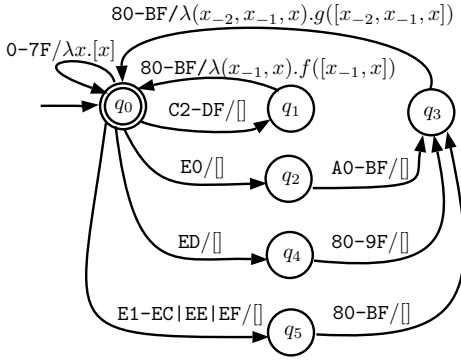 80-BF/λ(x₋₂, x₋₁, x).g([x₋₂, x₋₁, x])
0-7F/λx.[x]
80-BF/λ(x₋₁, x).f([x₋₁, x])
q₀
C2-DF/[]
q₁
q₃
E0/[]
q₂
A0-BF/[]
ED/[]
q₄
80-9F/[]
E1-EC|EE|EF/[]
q₅
80-BF/[]